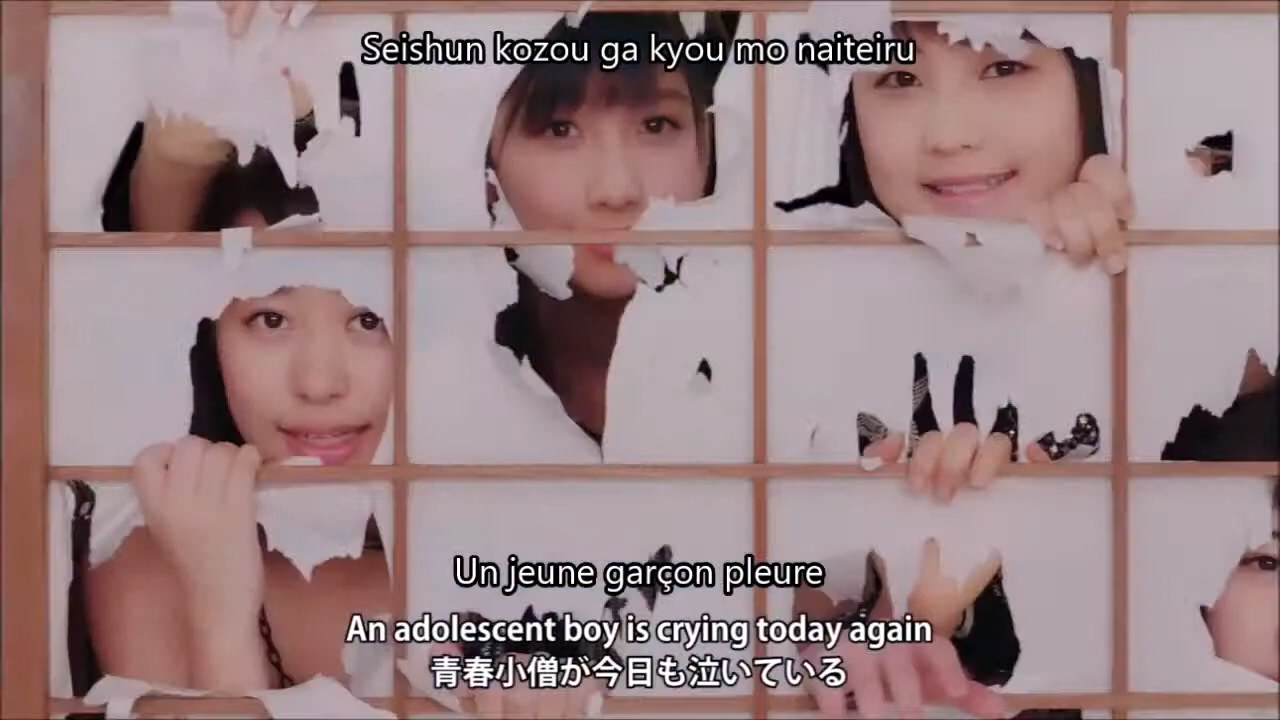 Seishun kozou ga kyou mo naiteiru
Un jeune garçon pleure
An adolescent boy is crying today again
青春小僧が今日も泣いている